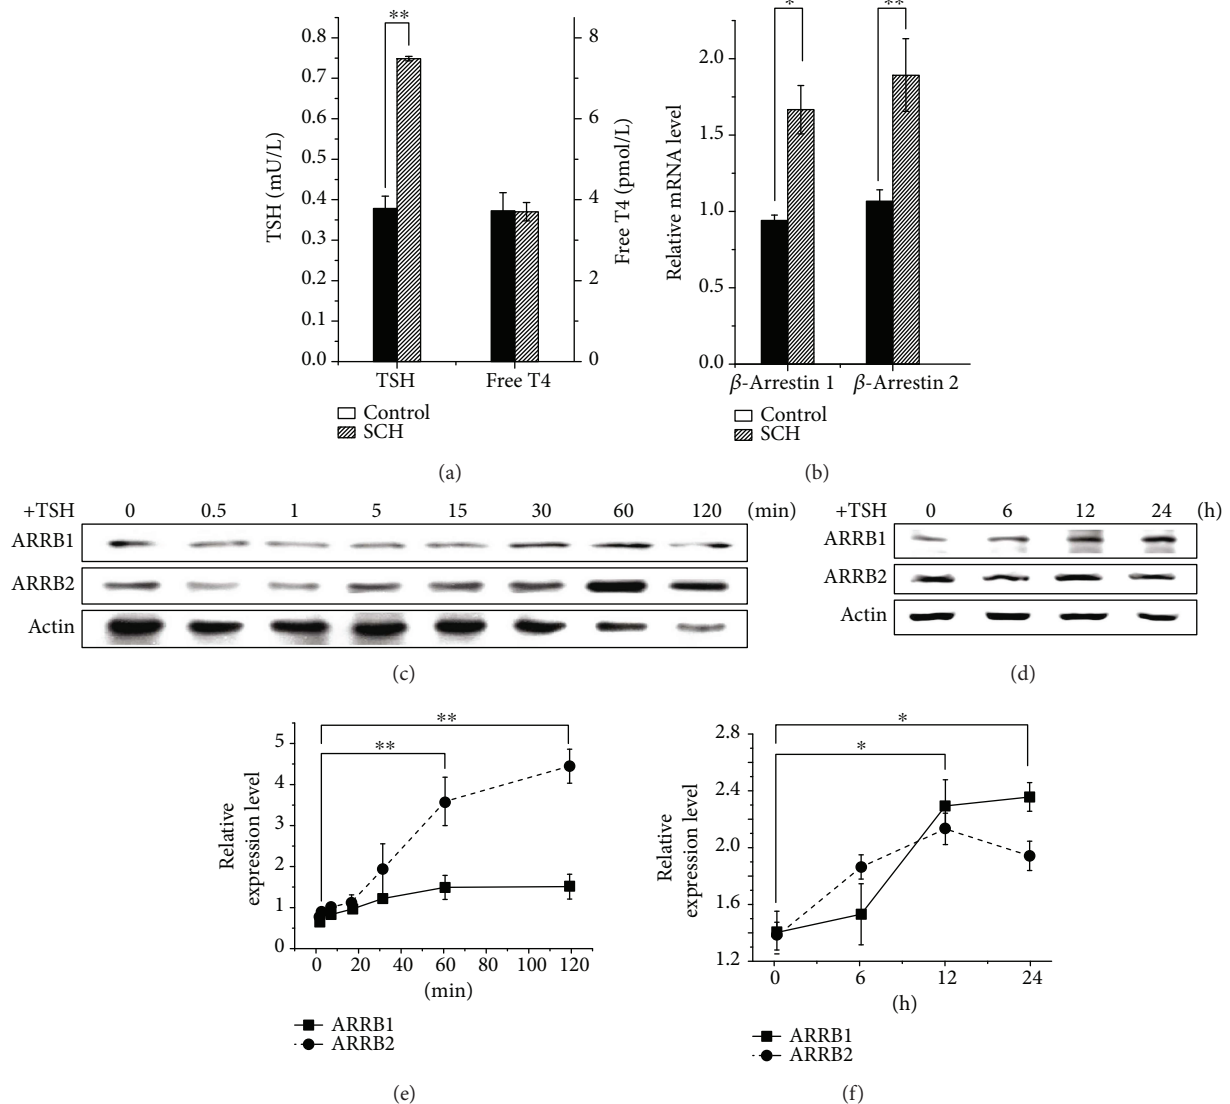 ** * **
TSH (mU/L)
0.8
0.7
0.6
0.5
0.4
0.3
0.2
0.1
0.0
TSH Free T4
8
6
4
2
0
Free T4 (pmol/L)
Control
SCH
(a)
Relative mRNA level
2.0
1.5
1.0
0.5
0.0
β-Arrestin 1 β-Arrestin 2
Control
SCH
(b)
+TSH 0 0.5 1 5 15 30 60 120 (min)
ARRB1
ARRB2
Actin
(c)
+TSH 0 6 12 24 (h)
ARRB1
ARRB2
Actin
(d)
**
**
Relative
expression level
5
4
3
2
1
0
0 20 40 60 80 100 120
(min)
ARRB1
ARRB2
(e)
*
*
Relative
expression level
2.8
2.4
2.0
1.6
1.2
0 6 12 24
(h)
ARRB1
ARRB2
(f)